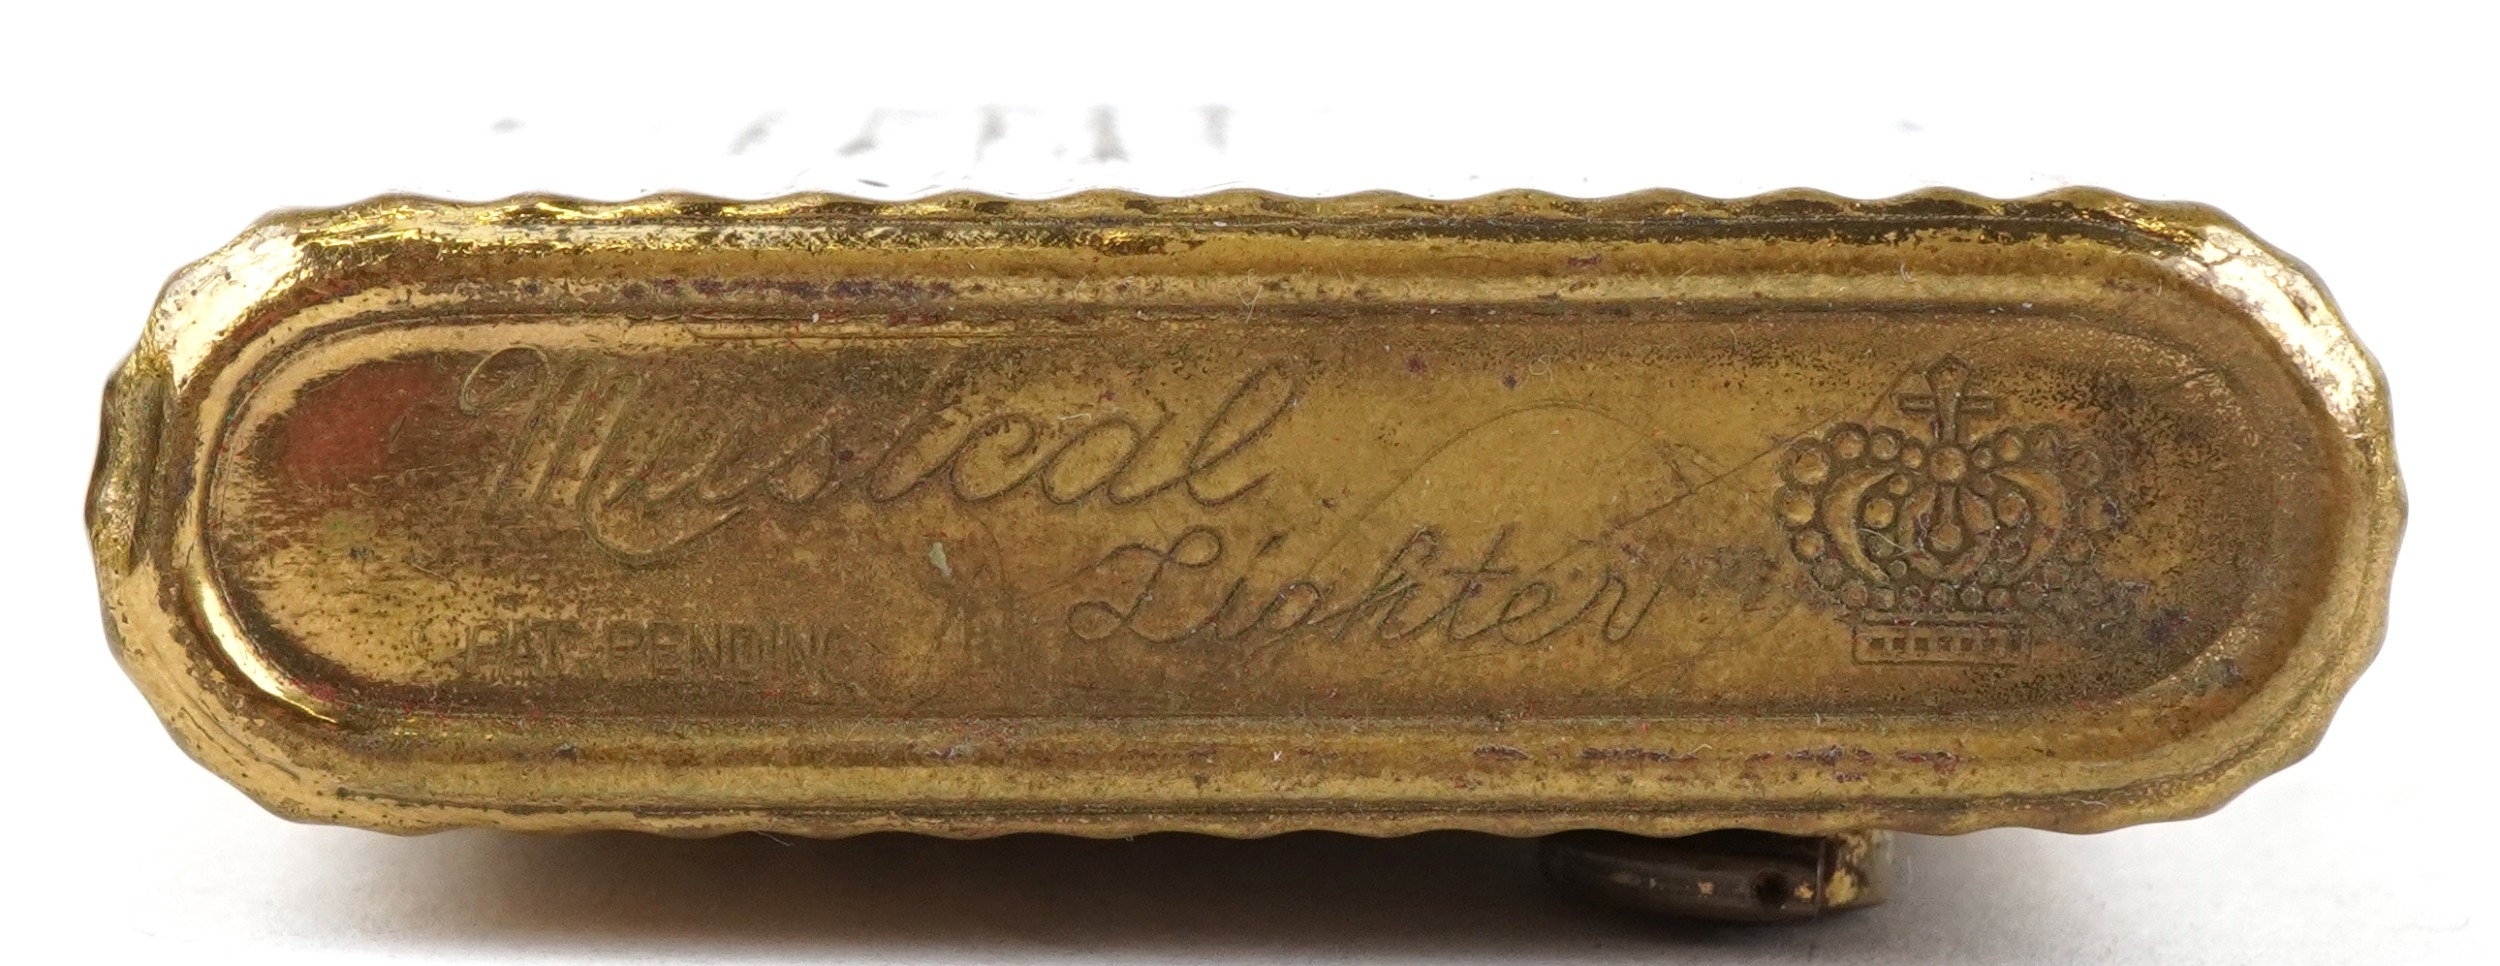 Musical
Lighter
PAT. PENDING